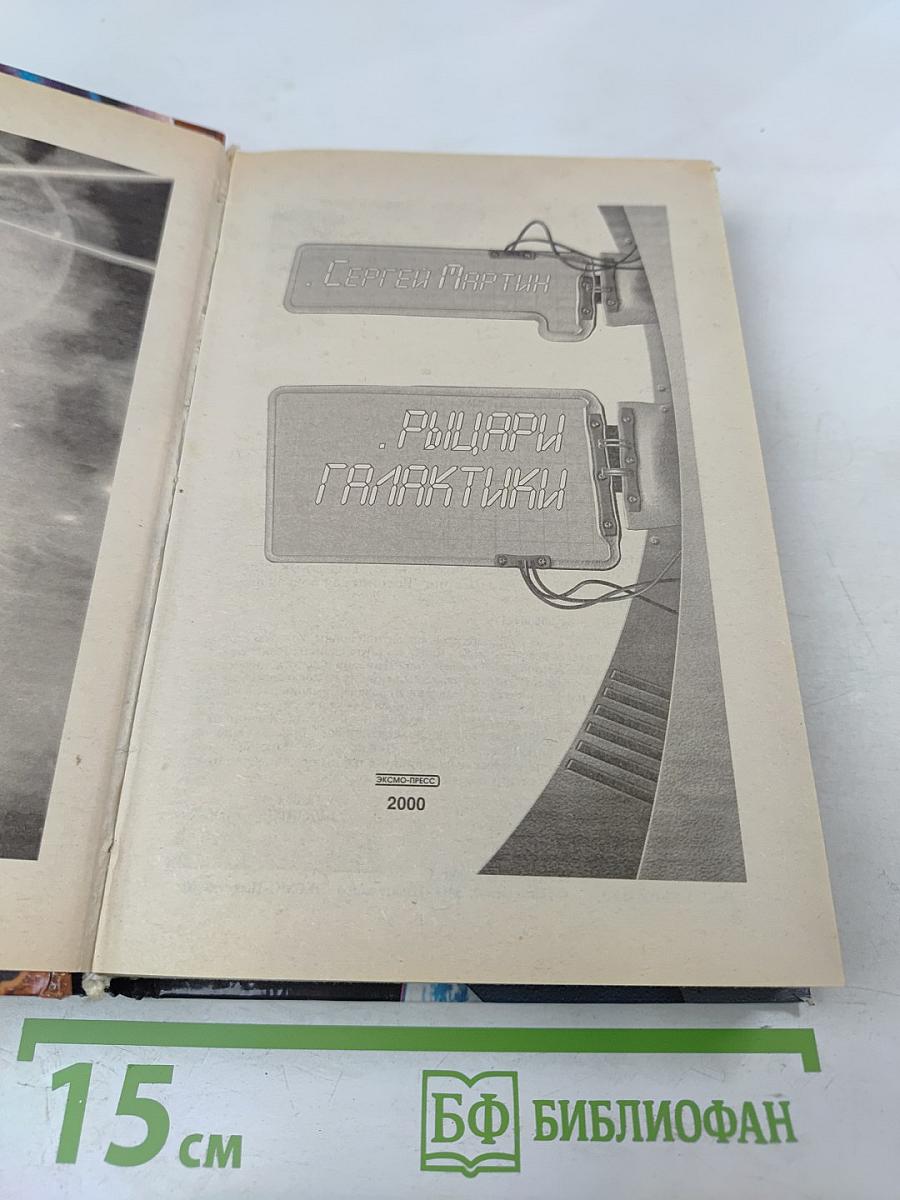 . Сергей Мартин
. РЫЦАРИ
ГАЛАКТИКИ
ЭКСМО-ПРЕСС
2000
15 см
БФ БИБЛИОФАН